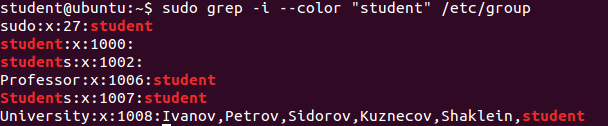 student@ubuntu:~$ sudo grep -i --color "student" /etc/group
sudo:x:27:student
student:x:1000:
students:x:1002:
Professor:x:1006:student
Students:x:1007:student
University:x:1008:Ivanov,Petrov,Sidorov,Kuznecov,Shaklein,student